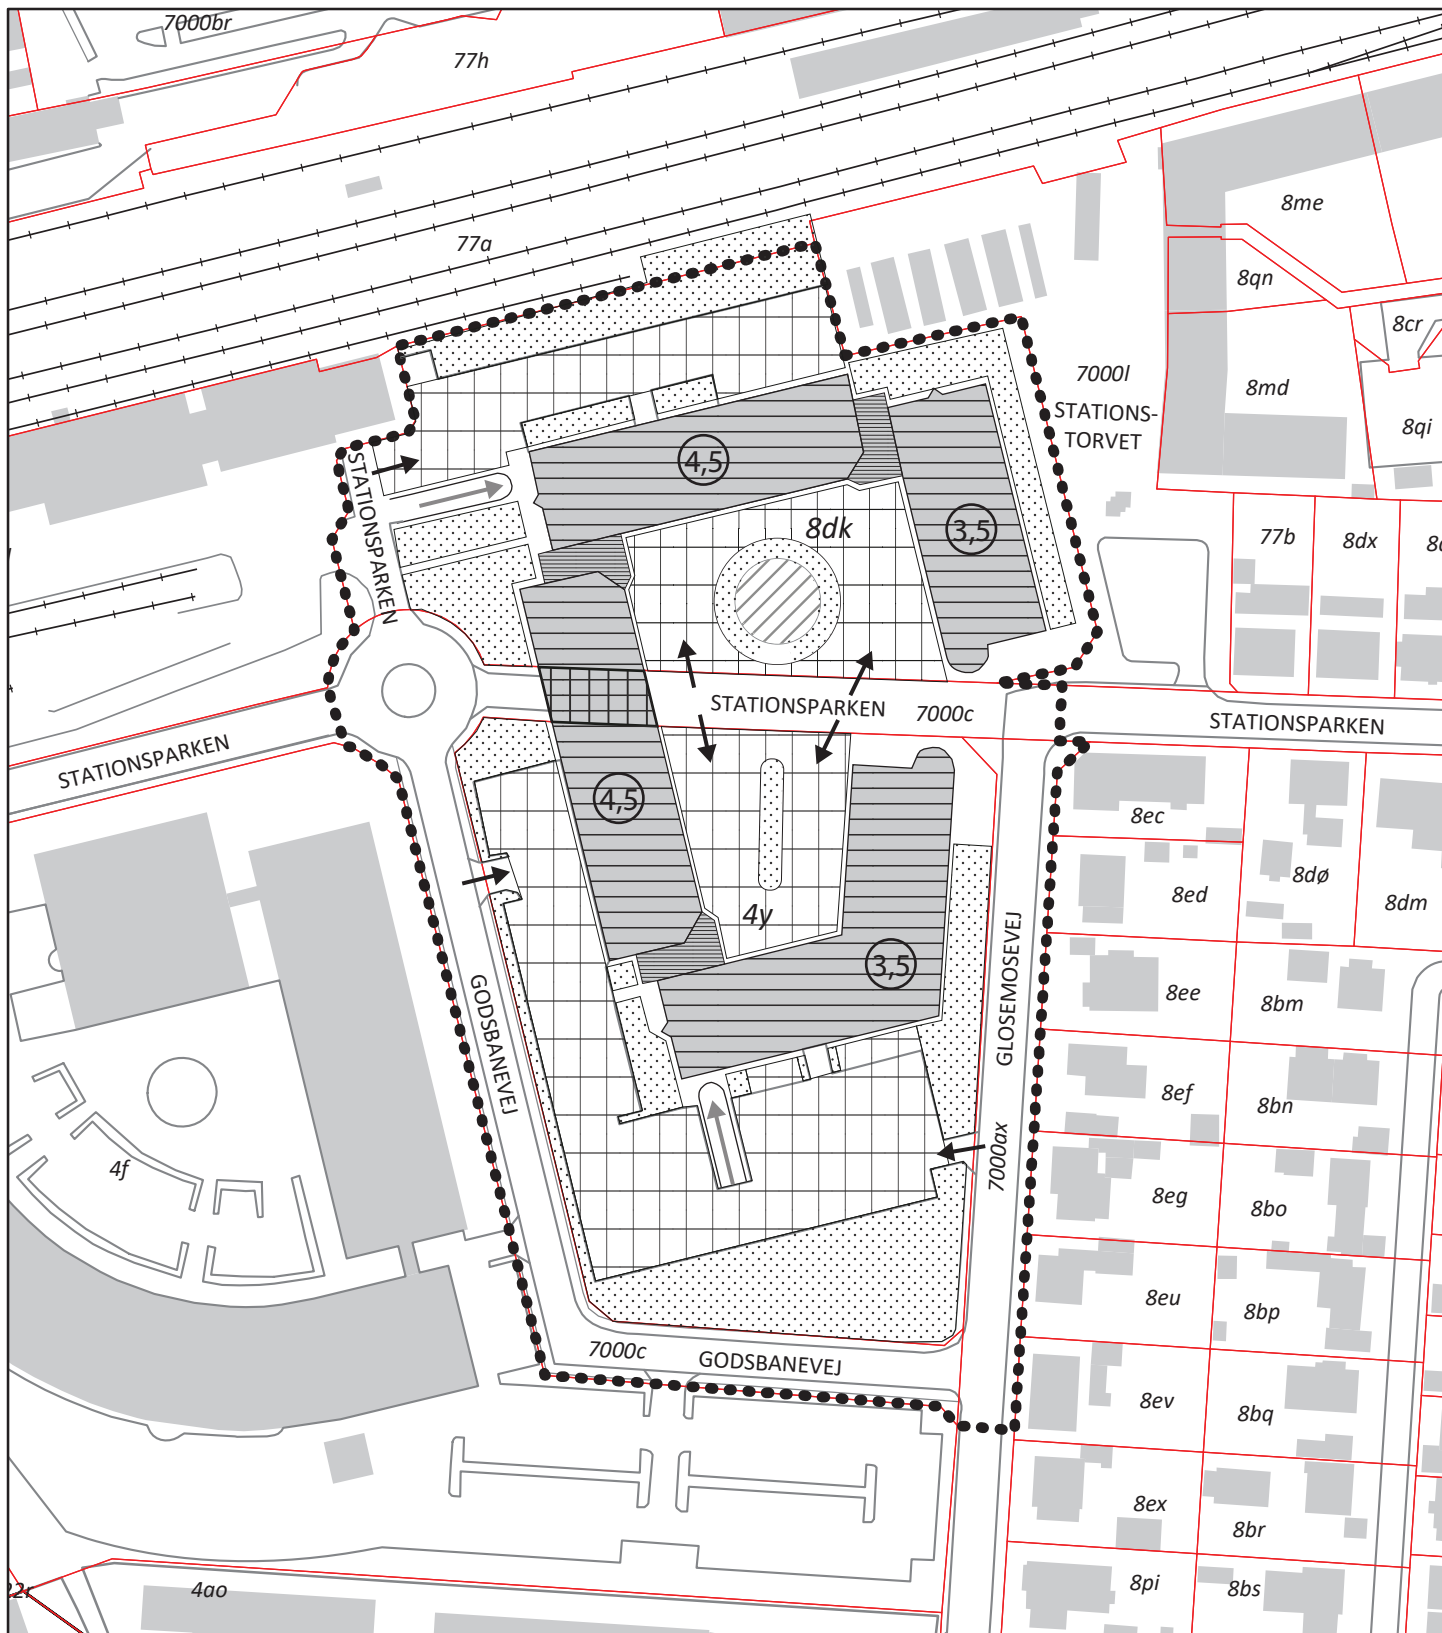 7000br
77h
77a
8me
8qn
8cr
7000l
STATIONS-
TORVET
8md
8qi
4,5
STATIONSPARKEN
8dk
3,5
77b
8dx
STATIONSPARKEN
7000c
STATIONSPARKEN
STATIONSPARKEN
4,5
8ec
8dø
8ed
8dm
4y
3,5
GLOSEMOSEVEJ
GODSBANEVEJ
8ee
8bm
8ef
8bn
4f
7000ax
8eg
8bo
8eu
8bp
7000c
GODSBANEVEJ
8ev
8bq
8ex
8br
8pi
8bs
4ao